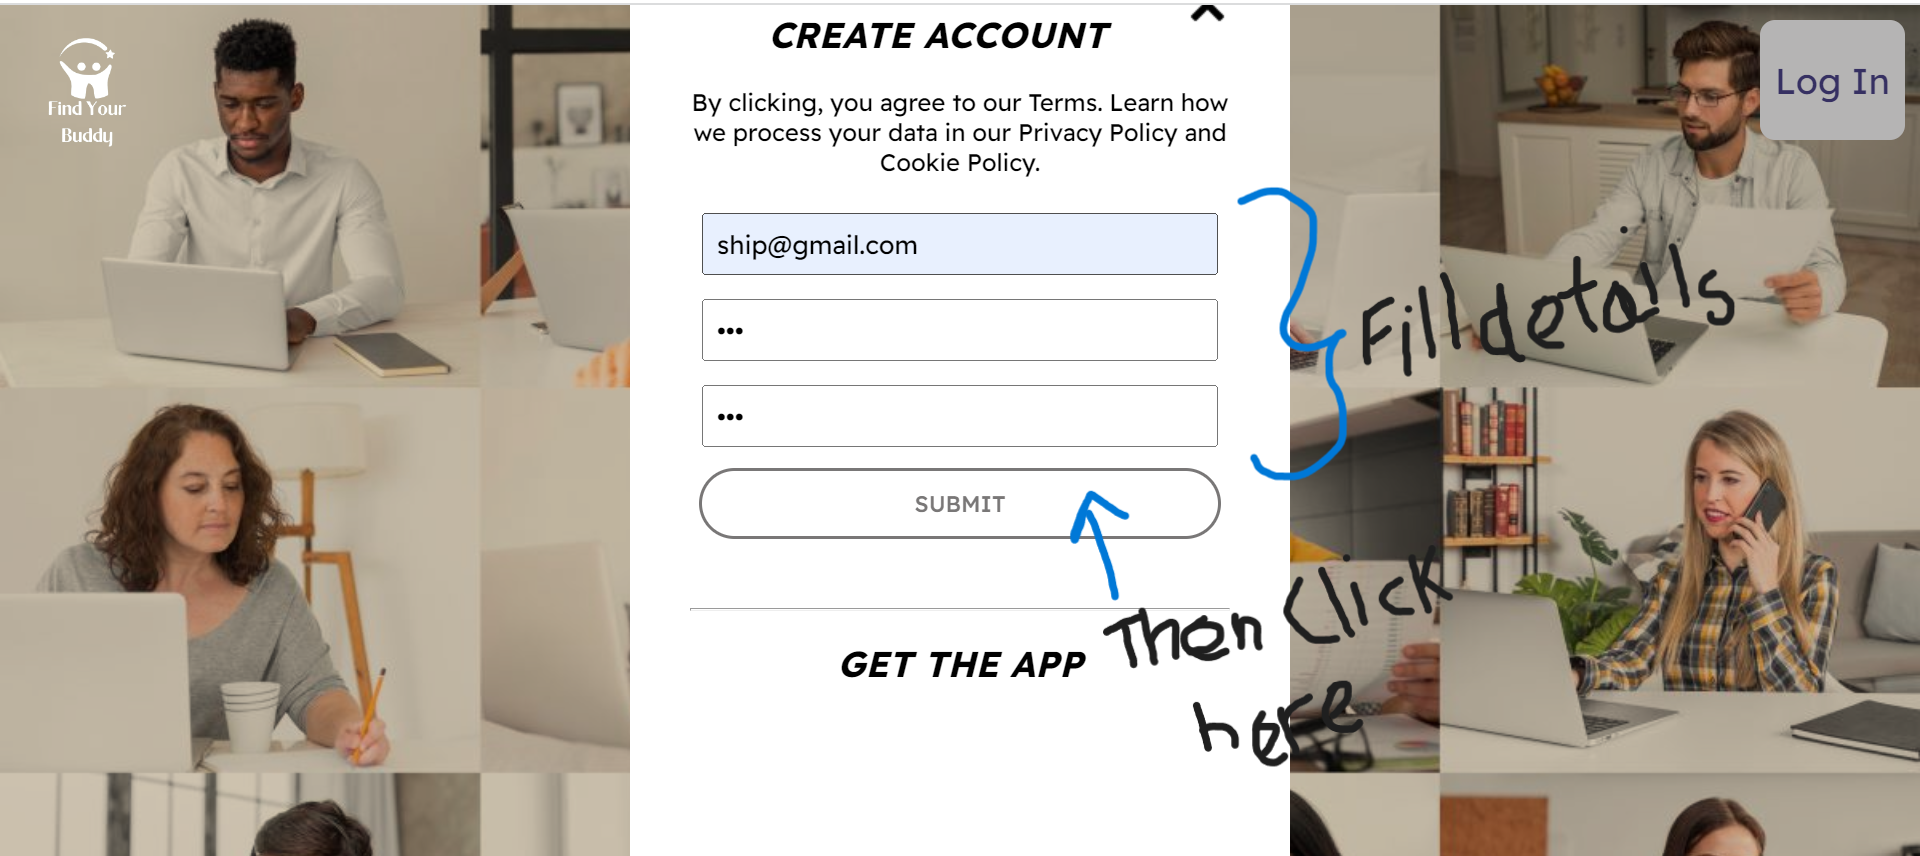 Find Your
Buddy
CREATE ACCOUNT
Log In
By clicking, you agree to our Terms. Learn how
we process your data in our Privacy Policy and
Cookie Policy.
ship@gmail.com
•••
•••
Fill details
SUBMIT
Then Click
here
GET THE APP